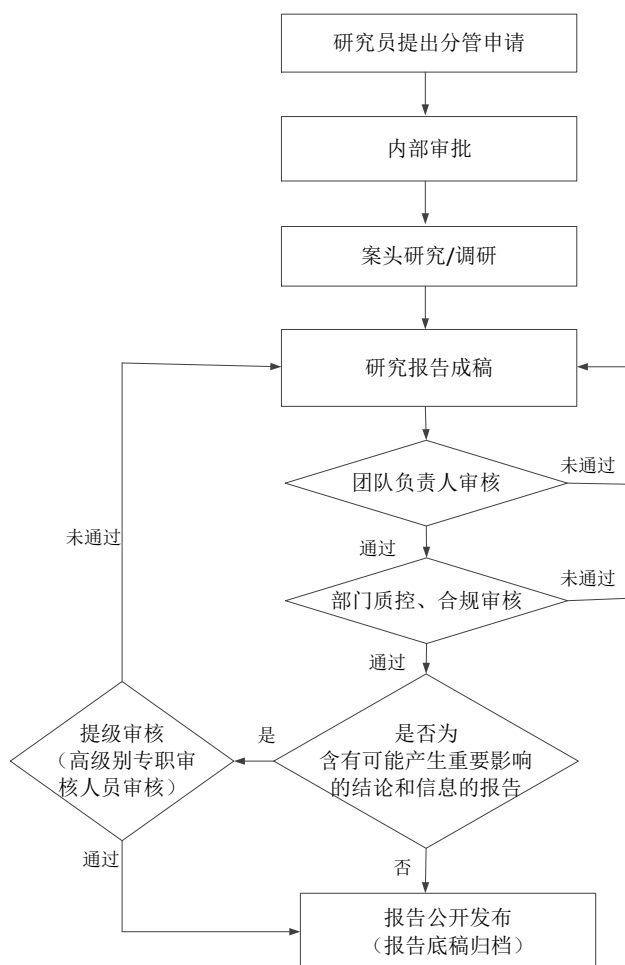 研究员提出分管申请
内部审批
案头研究/调研
研究报告成稿
团队负责人审核
未通过
未通过
通过
部门质控、合规审核
未通过
通过
提级审核
（高级别专职审
核人员审核）
是
是否为
含有可能产生重要影响
的结论和信息的报告
通过
否
报告公开发布
（报告底稿归档）